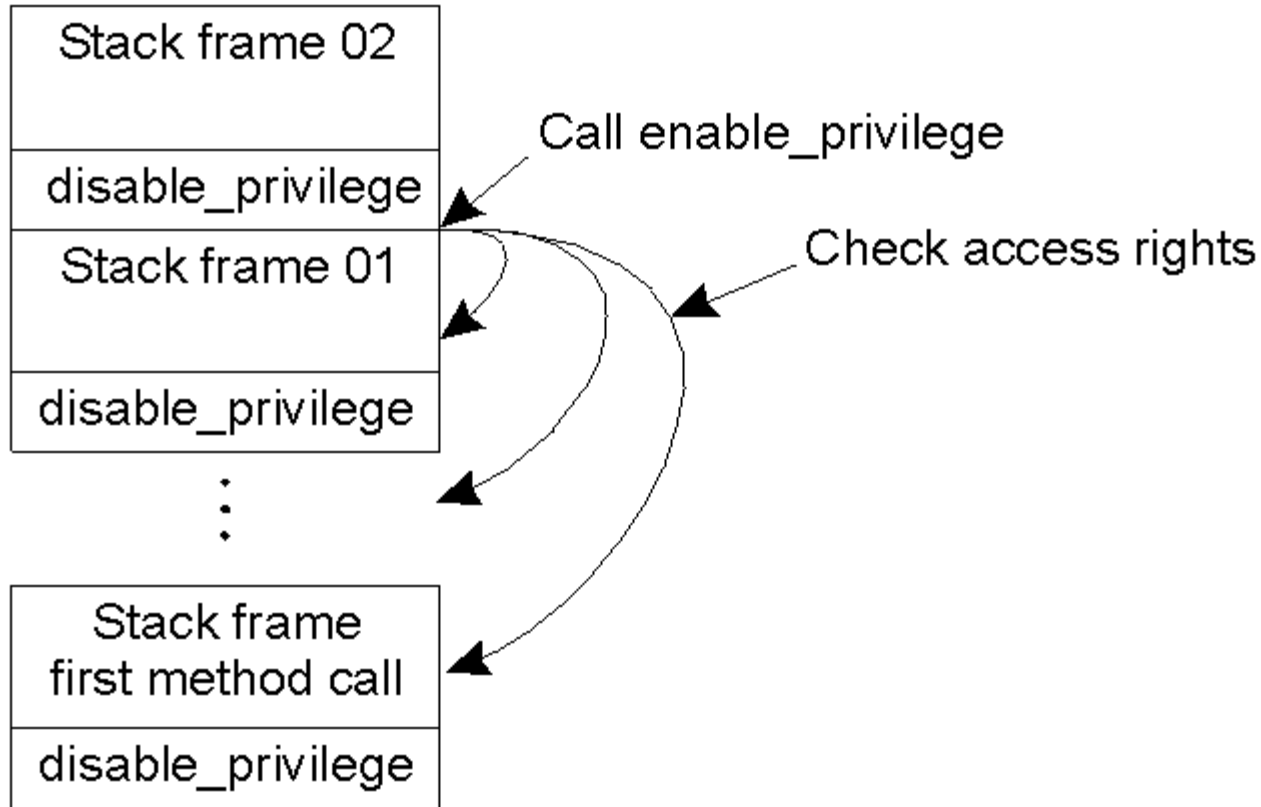 Stack frame 02
Call enable_privilege
disable_privilege
Stack frame 01
Check access rights
disable_privilege
Stack frame
first method call
disable_privilege